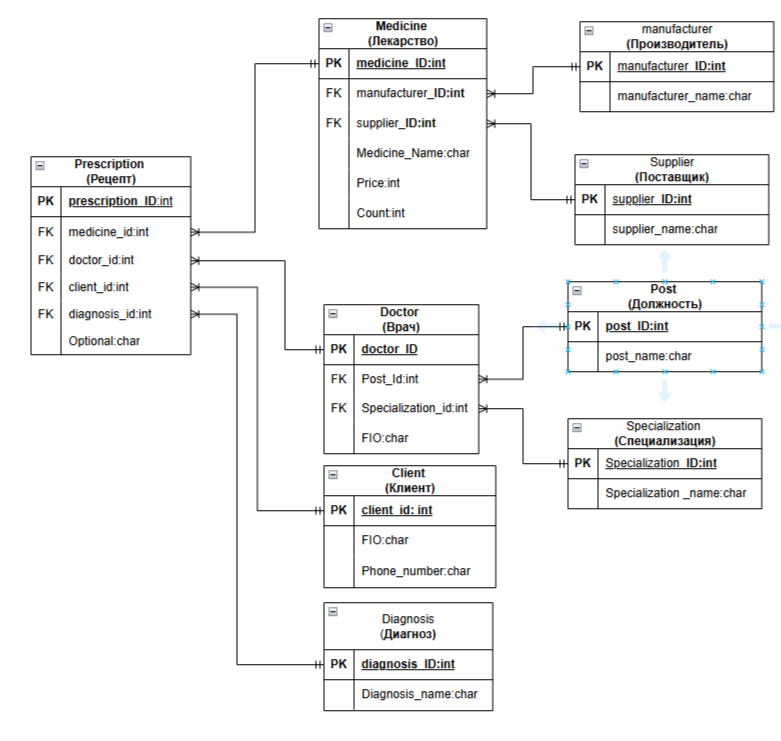 Medicine
(Лекарство)
PK medicine_ID:int
FK manufacturer_ID:int
FK supplier_ID:int
Medicine_Name:char
Price:int
Count:int
manufacturer
(Производитель)
PK manufacturer_ID:int
manufacturer_name:char
Prescription
(Рецепт)
PK prescription_ID:int
FK medicine_id:int
FK doctor_id:int
FK client_id:int
FK diagnosis_id:int
Optional:char
Supplier
(Поставщик)
PK supplier_ID:int
supplier_name:char
Post
(Должность)
PK post_ID:int
post_name:char
Doctor
(Врач)
PK doctor_ID
FK Post_Id:int
FK Specialization_id:int
FIO:char
Specialization
(Специализация)
PK Specialization_ID:int
Specialization _name:char
Client
(Клиент)
PK client_id: int
FIO:char
Phone_number:char
Diagnosis
(Диагноз)
PK diagnosis_ID:int
Diagnosis_name:char